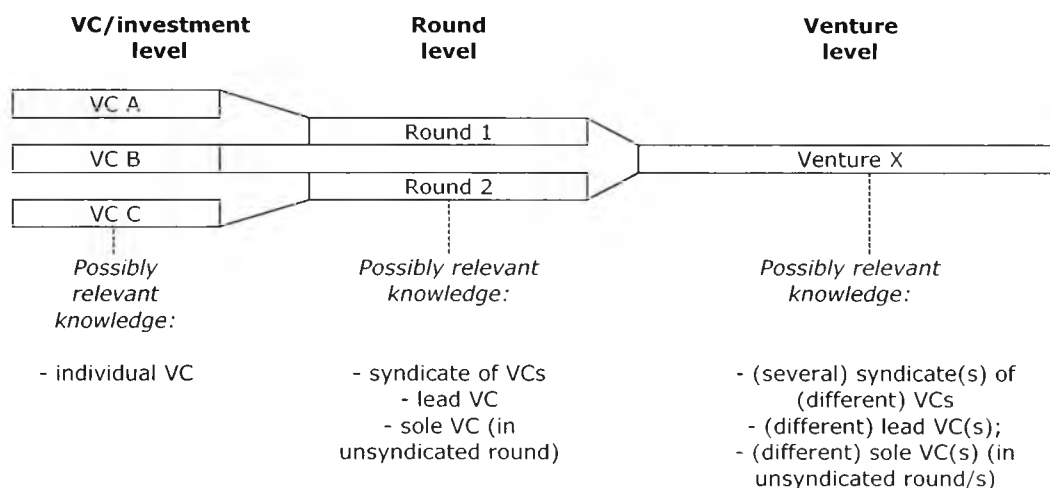 VC/investment
level
Round
level
Venture
level
VC A
Round 1
VC B
Venture X
Round 2
VC C
Possibly
relevant
knowledge:
Possibly relevant
knowledge:
Possibly relevant
knowledge:
- individual VC
- syndicate of VCs
- lead VC
- sole VC (in
unsyndicated round)
- (several) syndicate(s) of
(different) VCs
- (different) lead VC(s);
- (different) sole VC(s) (in
unsyndicated round/s)